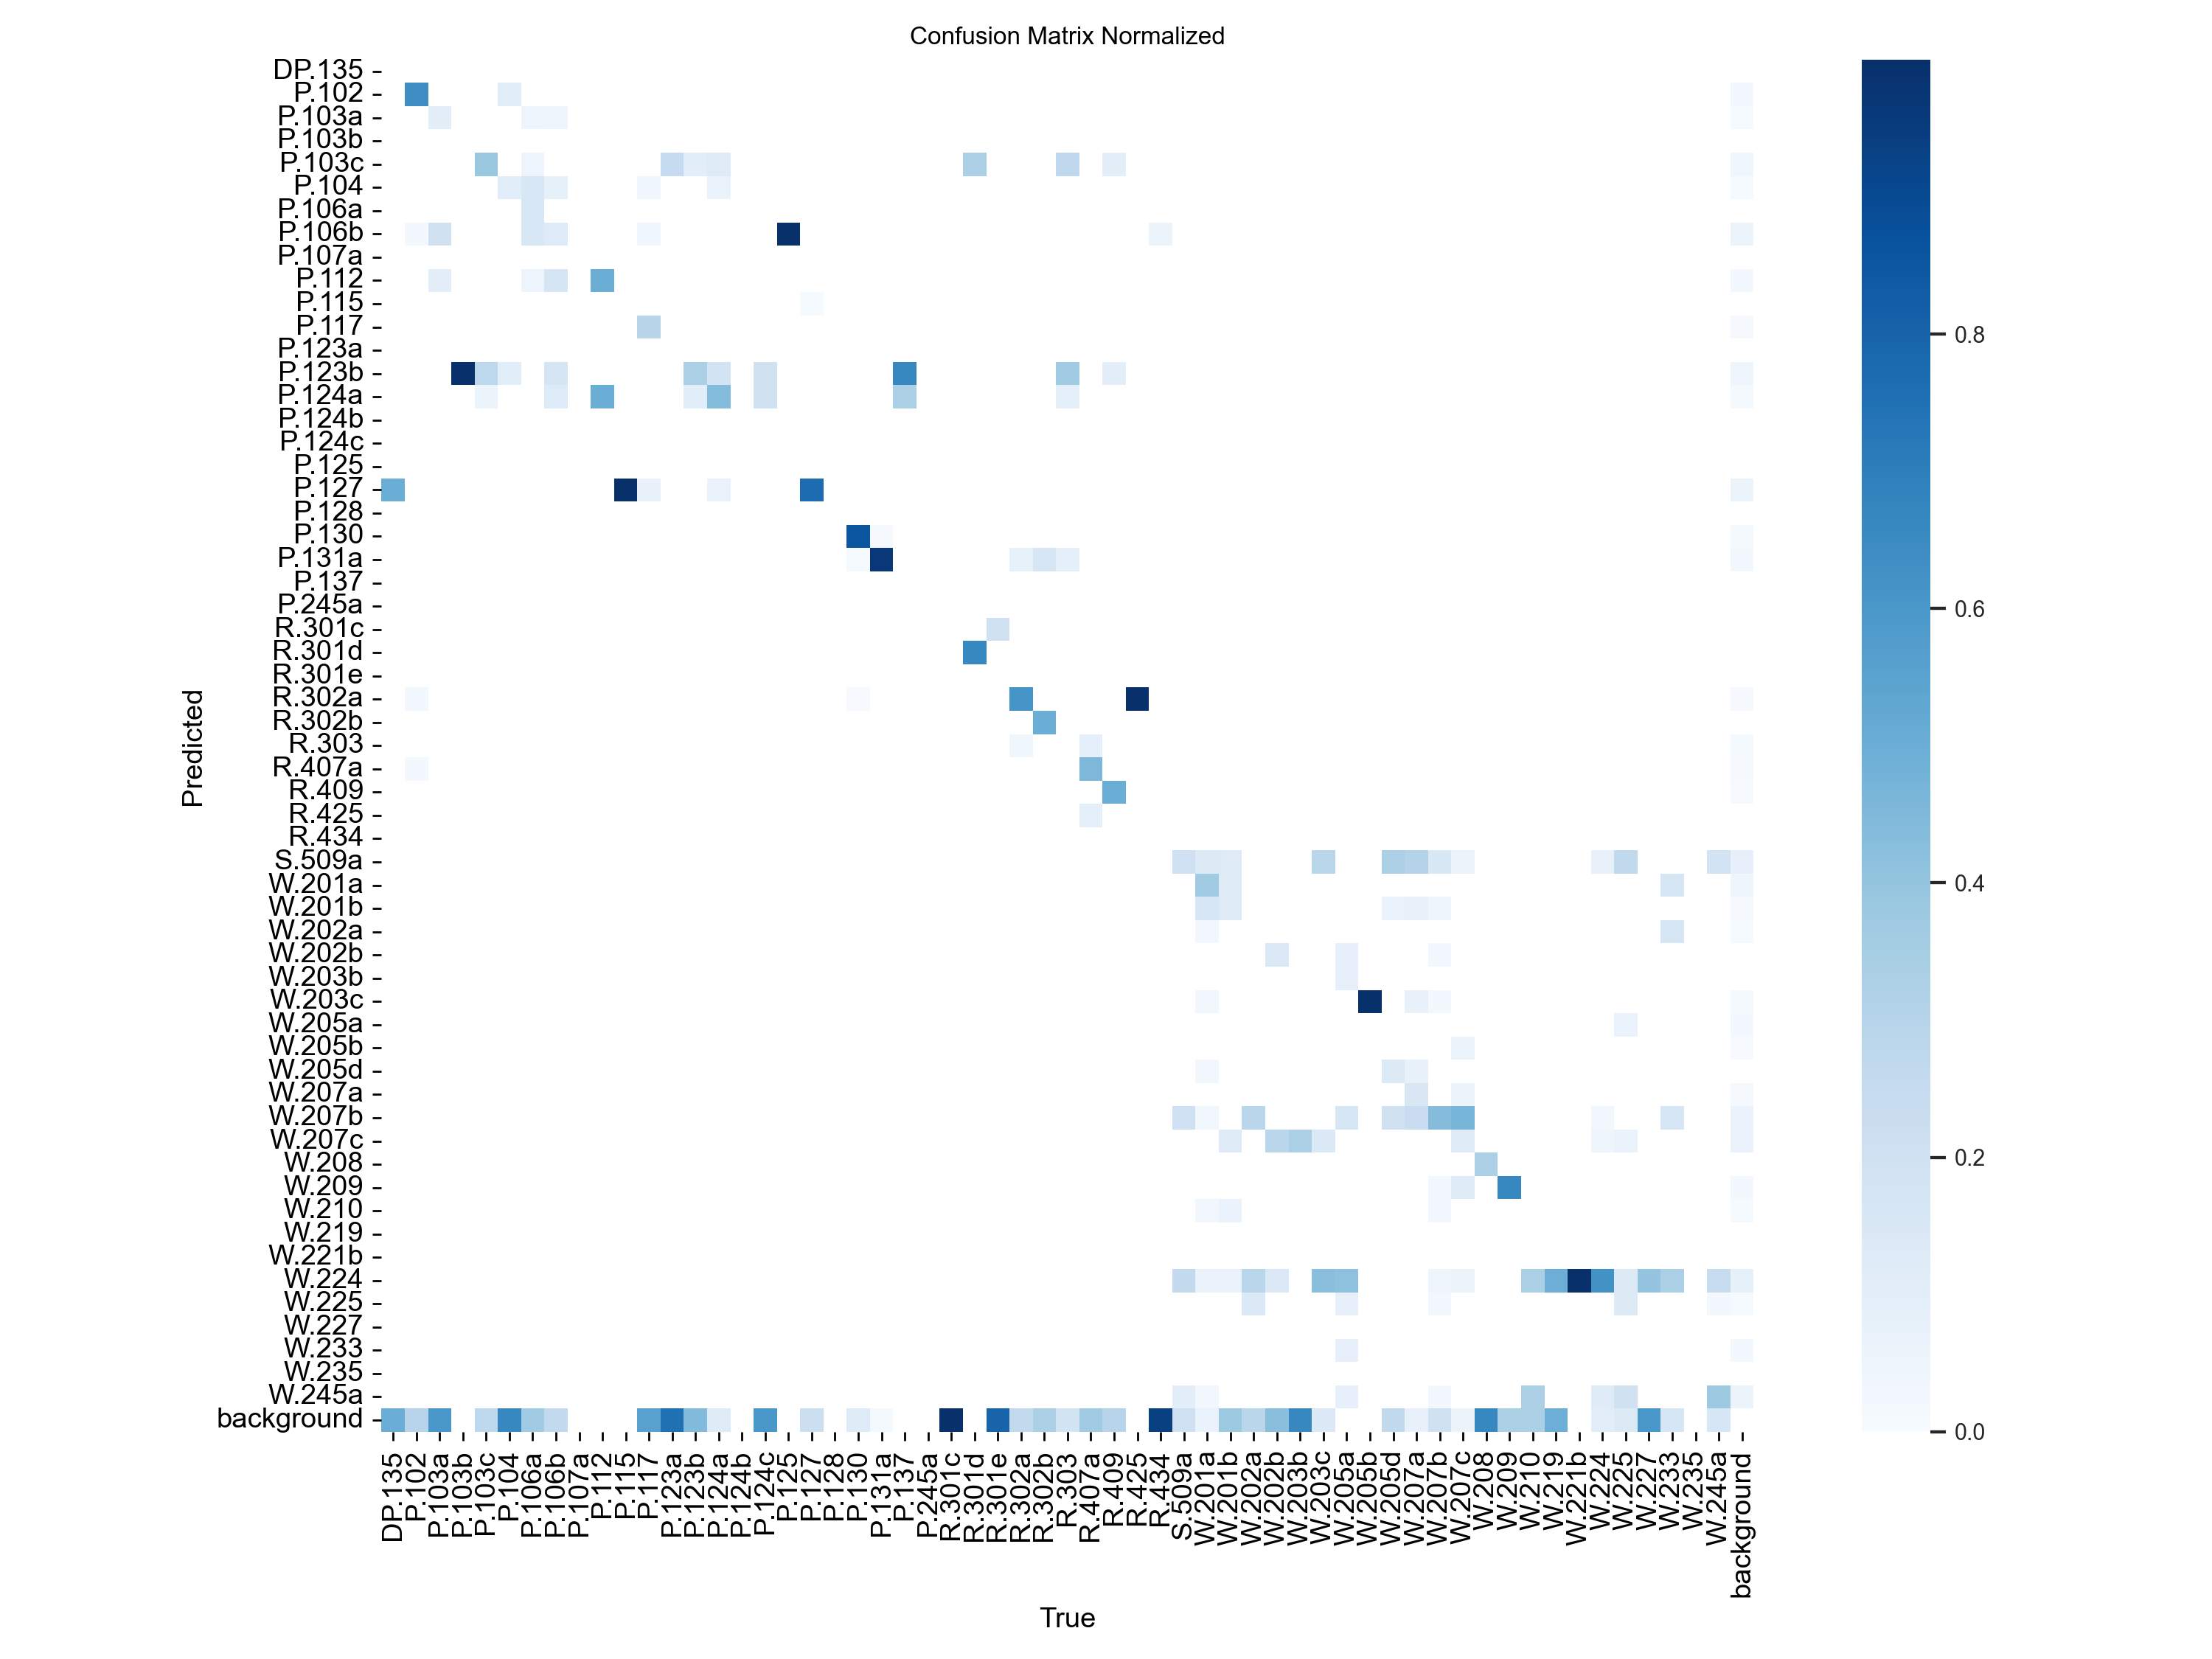 Confusion Matrix Normalized
DP.135
P.102
P.103a
P.103b
P.103c
P.104
P.106a
P.106b
P.107a
P.112
P.115
P.117
P.123a
P.123b
P.124a
P.124b
P.124c
P.125
P.127
P.128
P.130
P.131a
P.137
P.245a
R.301c
R.301d
R.301e
R.302a
R.302b
R.303
R.407a
R.409
R.425
R.434
S.509a
W.201a
W.201b
W.202a
W.202b
W.203b
W.203c
W.205a
W.205b
W.205d
W.207a
W.207b
W.207c
W.208
W.209
W.210
W.219
W.221b
W.224
W.225
W.227
W.233
W.235
W.245a
background
Predicted
DP.135 P.102 P.103a P.103b P.103c P.104 P.106a P.106b P.107a P.112 P.115 P.117 P.123a P.123b P.124a P.124b P.124c P.125 P.127 P.128 P.130 P.131a P.137 P.245a R.301c R.301d R.301e R.302a R.302b R.303 R.407a R.409 R.425 R.434 S.509a W.201a W.201b W.202a W.202b W.203b W.203c W.205a W.205b W.205d W.207a W.207b W.207c W.208 W.209 W.210 W.219 W.221b W.224 W.225 W.227 W.233 W.235 W.245a background
True
0.8
0.6
0.4
0.2
0.0